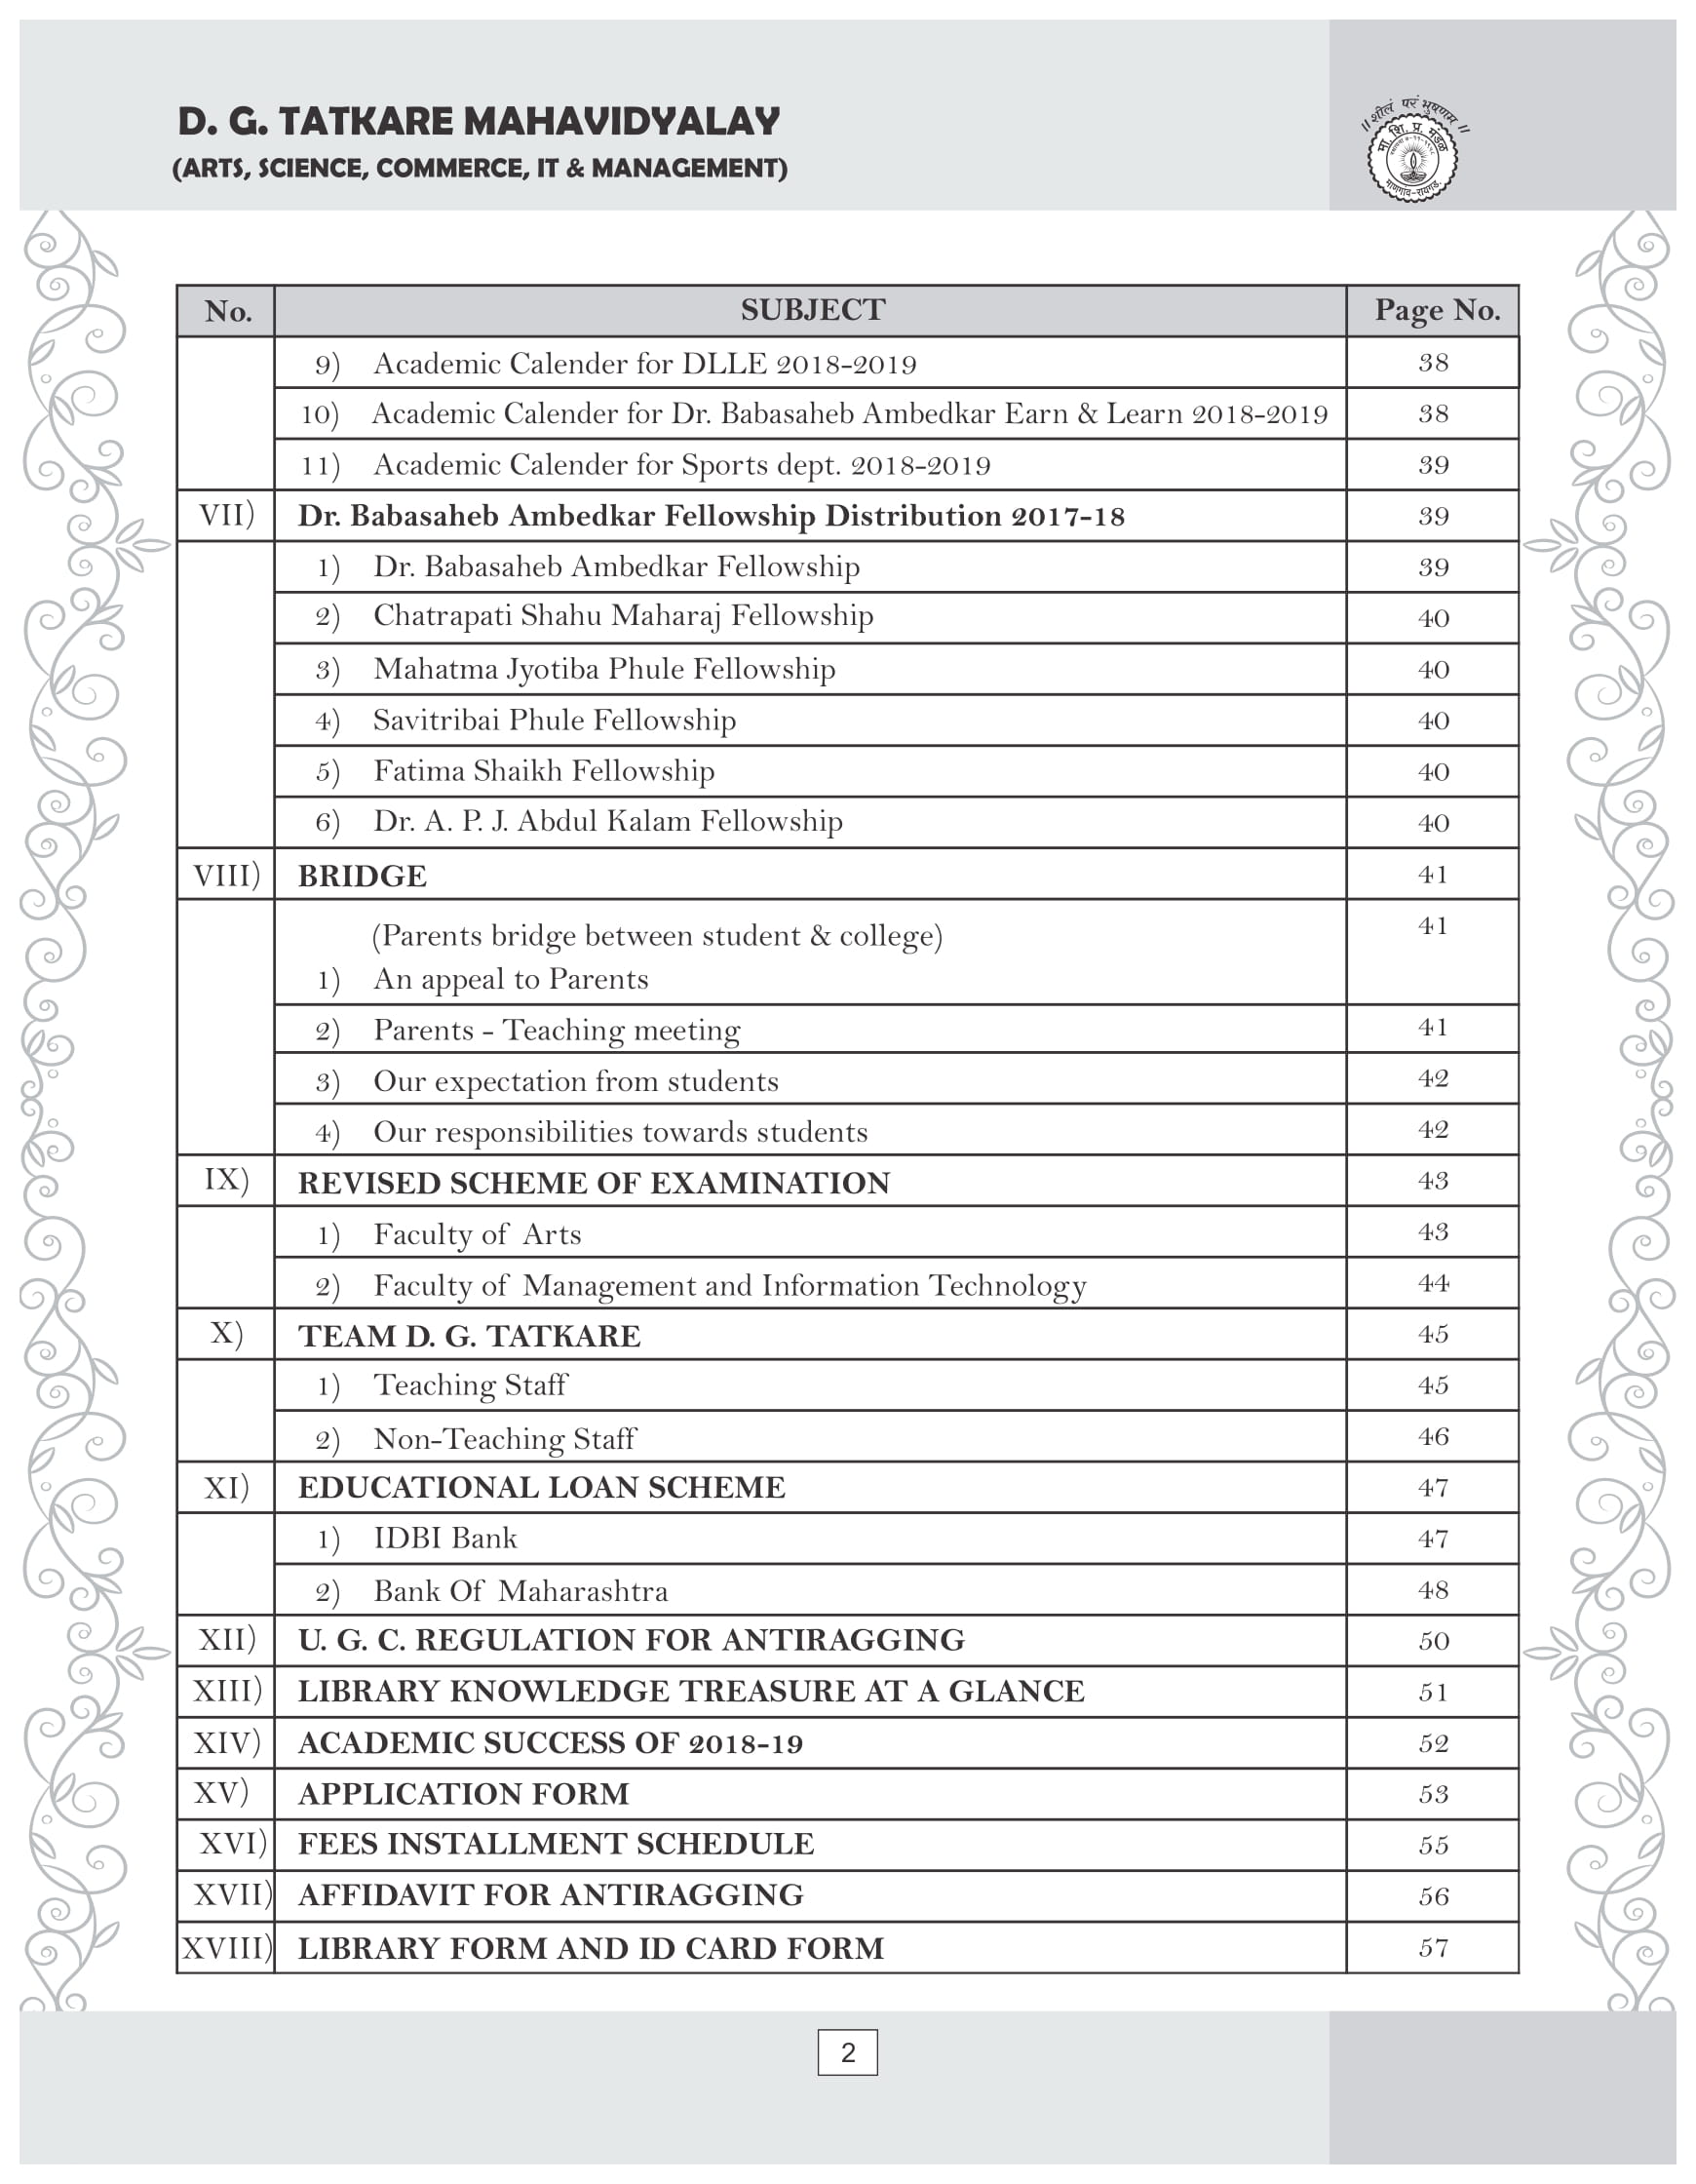 D. G. TATKARE MAHAVIDYALAY
(ARTS, SCIENCE, COMMERCE, IT & MANAGEMENT)
॥ शीलं परं भुषणम ॥
मा. शि. प्र. मंडळ
माणगाव-रायगड.
No. SUBJECT Page No.
9) Academic Calender for DLLE 2018-2019 38
10) Academic Calender for Dr. Babasaheb Ambedkar Earn & Learn 2018-2019 38
11) Academic Calender for Sports dept. 2018-2019 39
VII) Dr. Babasaheb Ambedkar Fellowship Distribution 2017-18 39
1) Dr. Babasaheb Ambedkar Fellowship 39
2) Chatrapati Shahu Maharaj Fellowship 40
3) Mahatma Jyotiba Phule Fellowship 40
4) Savitribai Phule Fellowship 40
5) Fatima Shaikh Fellowship 40
6) Dr. A. P. J. Abdul Kalam Fellowship 40
VIII) BRIDGE 41
(Parents bridge between student & college) 41
1) An appeal to Parents
2) Parents - Teaching meeting 41
3) Our expectation from students 42
4) Our responsibilities towards students 42
IX) REVISED SCHEME OF EXAMINATION 43
1) Faculty of Arts 43
2) Faculty of Management and Information Technology 44
X) TEAM D. G. TATKARE 45
1) Teaching Staff 45
2) Non-Teaching Staff 46
XI) EDUCATIONAL LOAN SCHEME 47
1) IDBI Bank 47
2) Bank Of Maharashtra 48
XII) U. G. C. REGULATION FOR ANTIRAGGING 50
XIII) LIBRARY KNOWLEDGE TREASURE AT A GLANCE 51
XIV) ACADEMIC SUCCESS OF 2018-19 52
XV) APPLICATION FORM 53
XVI) FEES INSTALLMENT SCHEDULE 55
XVII) AFFIDAVIT FOR ANTIRAGGING 56
XVIII) LIBRARY FORM AND ID CARD FORM 57
2